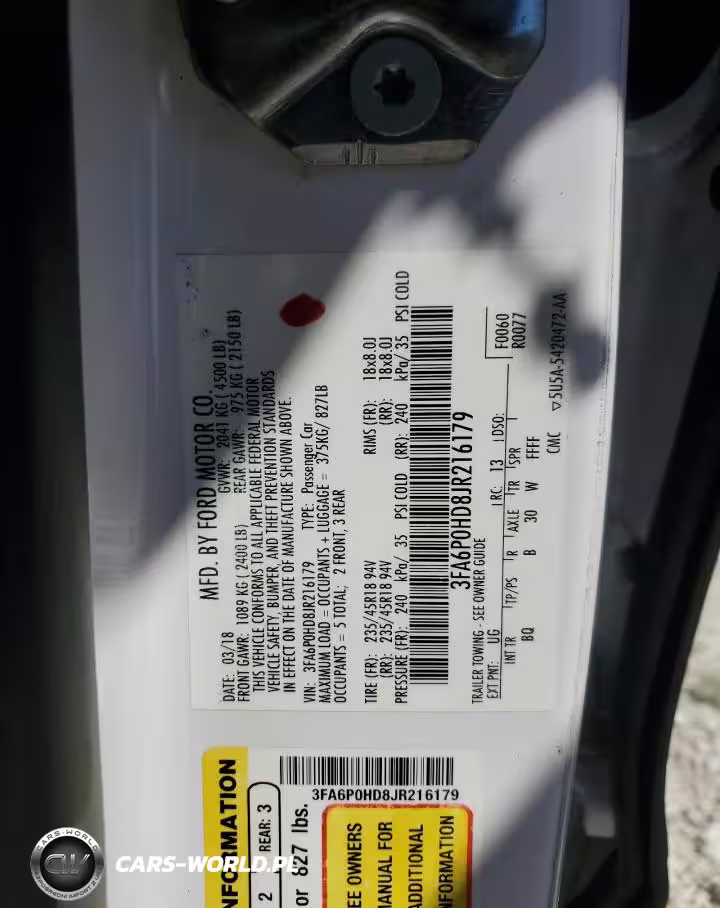 MFD. BY FORD MOTOR CO.
DATE: 03/18 GVWR: 2041 KG ( 4500 LB)
FRONT GAWR: 1089 KG ( 2400 LB) REAR GAWR: 975 KG ( 2150 LB)
THIS VEHICLE CONFORMS TO ALL APPLICABLE FEDERAL MOTOR
VEHICLE SAFETY, BUMPER, AND THEFT PREVENTION STANDARDS
IN EFFECT ON THE DATE OF MANUFACTURE SHOWN ABOVE.
VIN: 3FA6P0HD8JR216179 TYPE: Passenger Car
MAXIMUM LOAD = OCCUPANTS + LUGGAGE = 375KG/ 827LB
OCCUPANTS = 5 TOTAL; 2 FRONT, 3 REAR
TIRE (FR): 235/45R18 94V RIMS (FR): 18x8.0J
(RR): 235/45R18 94V (RR): 18x8.0J
PRESSURE (FR): 240 kPa/ 35 PSI COLD (RR): 240 kPa/ 35 PSI COLD
3FA6P0HD8JR216179
TRAILER TOWING - SEE OWNER GUIDE
F0060
R0077
EXT PNT: UG RC: 13 DSO:
INT TR TP/PS R AXLE TR SPR
BQ B 30 W FFFF
CMC
▽5U5A-5420472-AA
3FA6P0HD8JR216179
NFORMATION
2 REAR: 3
or 827 lbs.
EE OWNERS
MANUAL FOR
ADDITIONAL
NFORMATION
CARS-WORLD
CW
CARS-WORLD.PL